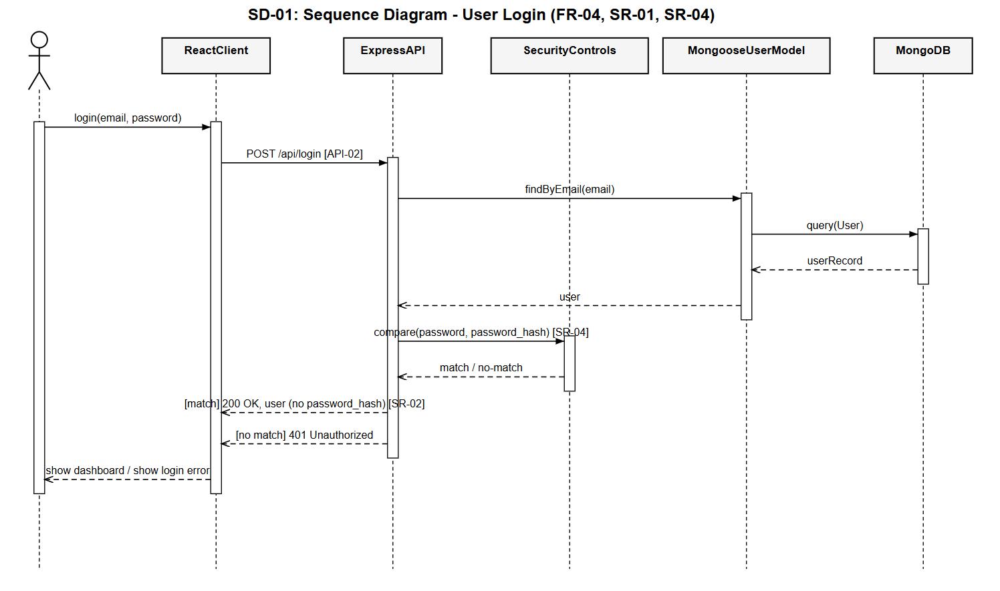 SD-01: Sequence Diagram - User Login (FR-04, SR-01, SR-04)
ReactClient
ExpressAPI
SecurityControls
MongooseUserModel
MongoDB
login(email, password)
POST /api/login [API-02]
findByEmail(email)
query(User)
userRecord
user
compare(password, password_hash) [SR-04]
match / no-match
[match] 200 OK, user (no password_hash) [SR-02]
[no match] 401 Unauthorized
show dashboard / show login error